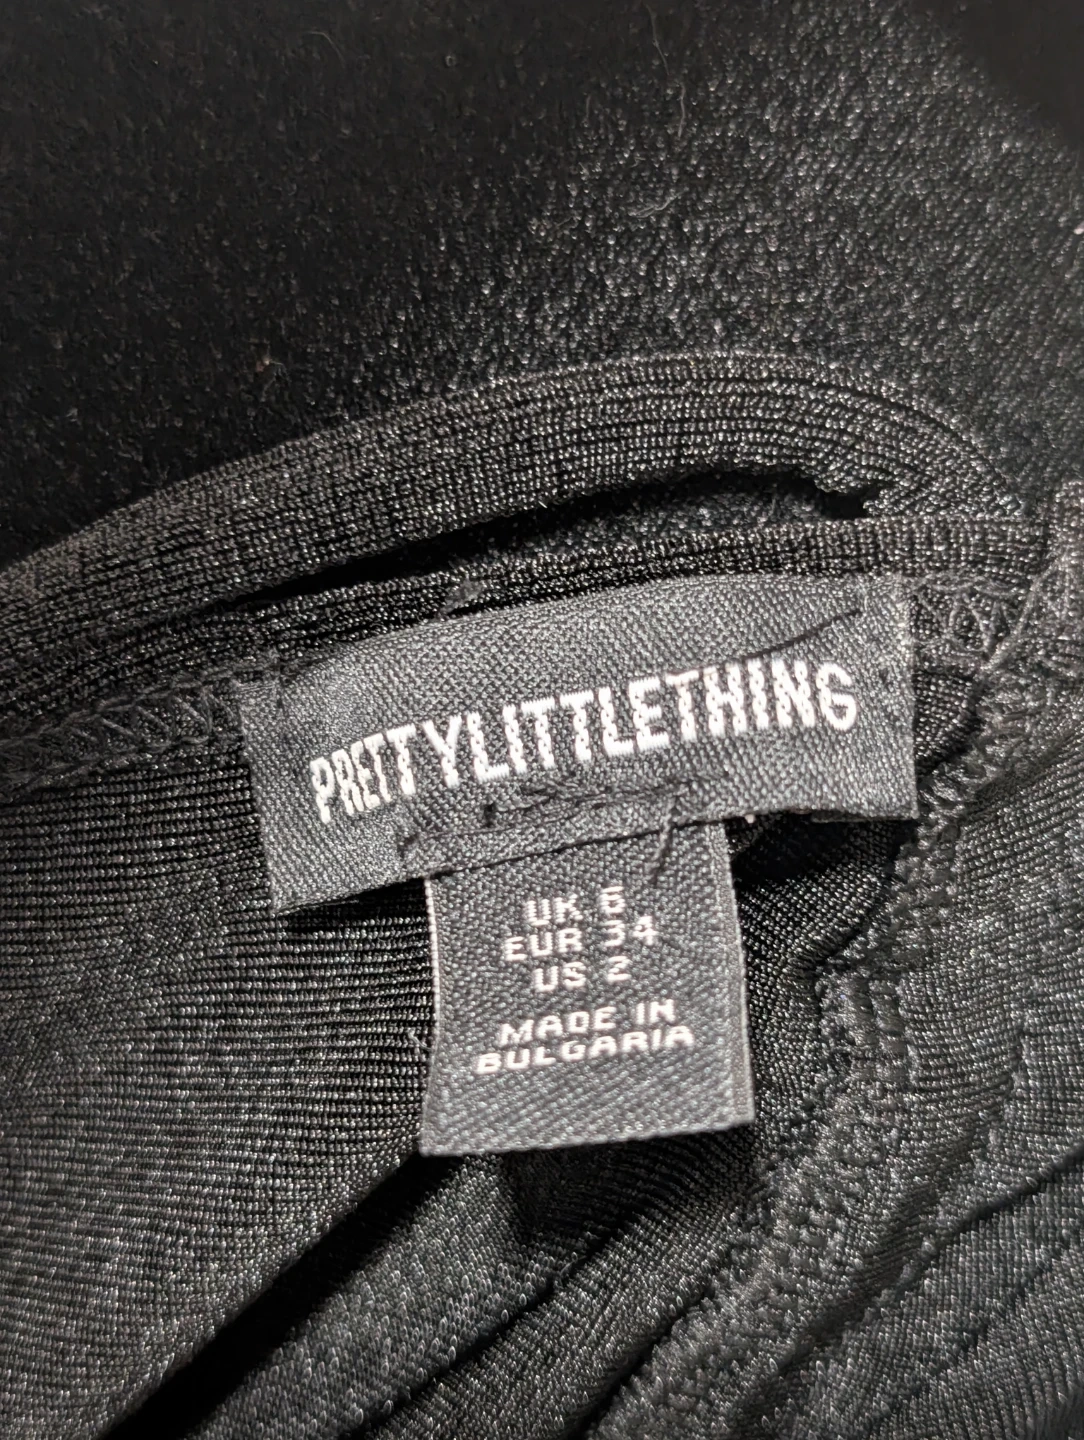 PRETTYLITTLETHING
UK 6
EUR 34
US 2
MADE IN
BULGARIA